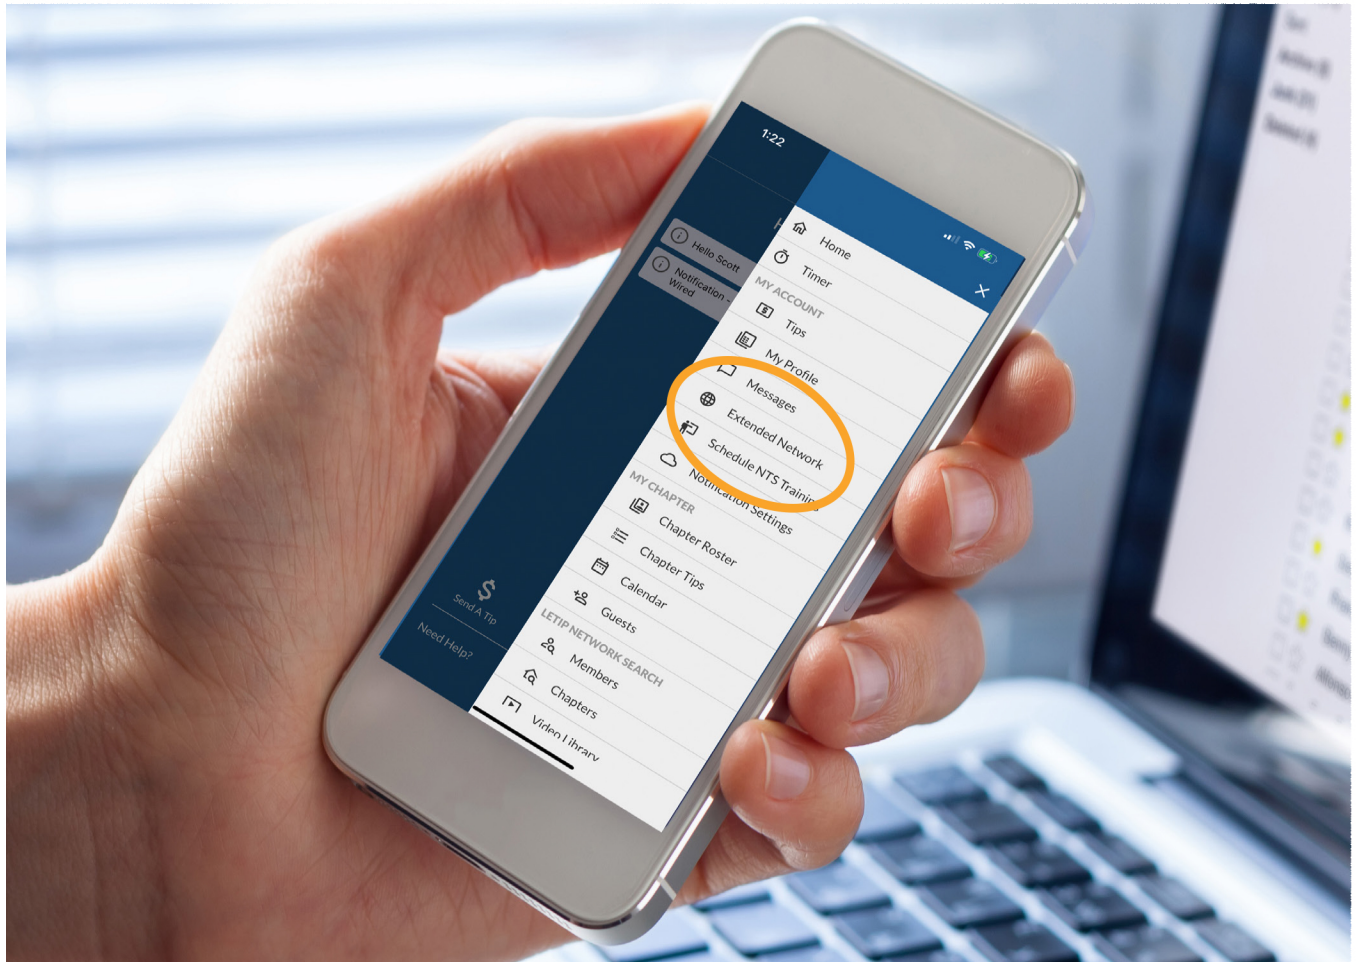 1:22
H
Hello Scott
Notification -
Wired
Send A Tip
Need Help?
Home
Timer
MY ACCOUNT
Tips
My Profile
Messages
Extended Network
Schedule NTS Training
Notification Settings
MY CHAPTER
Chapter Roster
Chapter Tips
Calendar
Guests
LETIP NETWORK SEARCH
Members
Chapters
Video Library